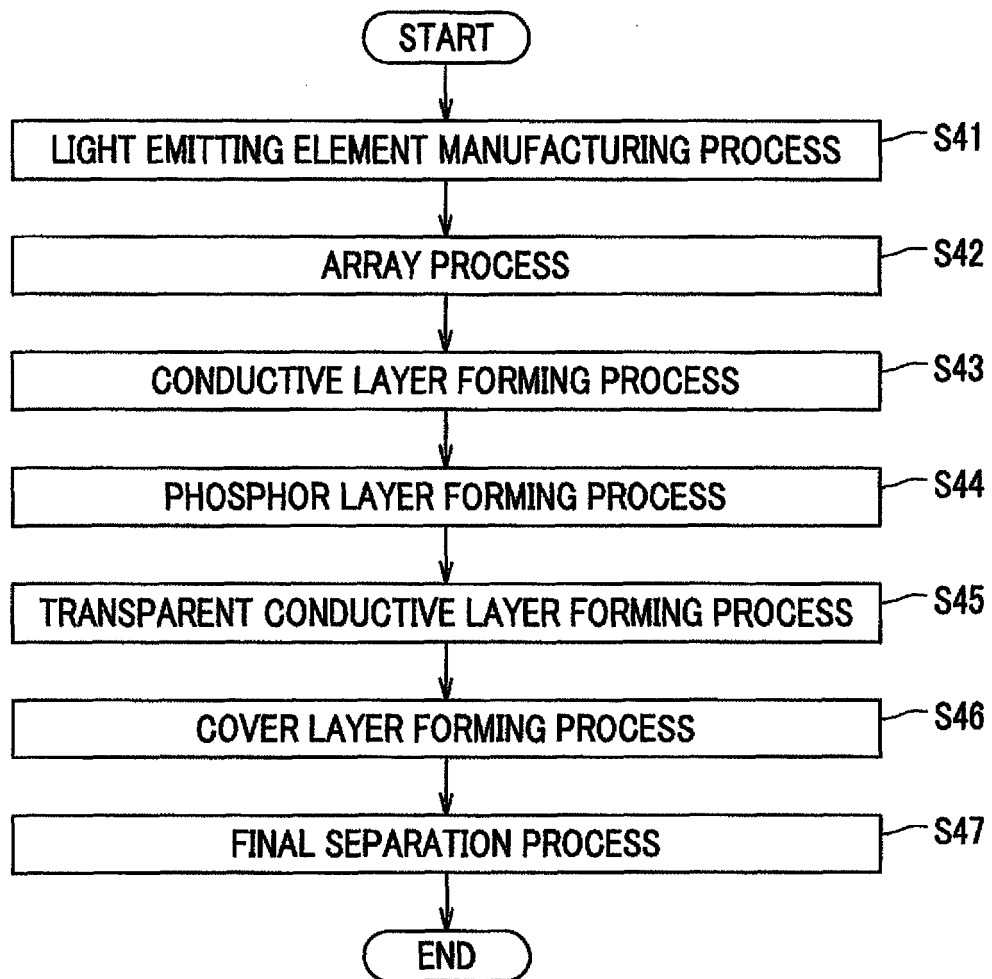 START
LIGHT EMITTING ELEMENT MANUFACTURING PROCESS S41
ARRAY PROCESS S42
CONDUCTIVE LAYER FORMING PROCESS S43
PHOSPHOR LAYER FORMING PROCESS S44
TRANSPARENT CONDUCTIVE LAYER FORMING PROCESS S45
COVER LAYER FORMING PROCESS S46
FINAL SEPARATION PROCESS S47
END